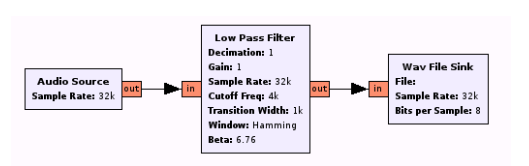 Audio Source
Sample Rate: 32k
out
in
Low Pass Filter
Decimation: 1
Gain: 1
Sample Rate: 32k
Cutoff Freq: 4k
Transition Width: 1k
Window: Hamming
Beta: 6.76
out
in
Wav File Sink
File:
Sample Rate: 32k
Bits per Sample: 8